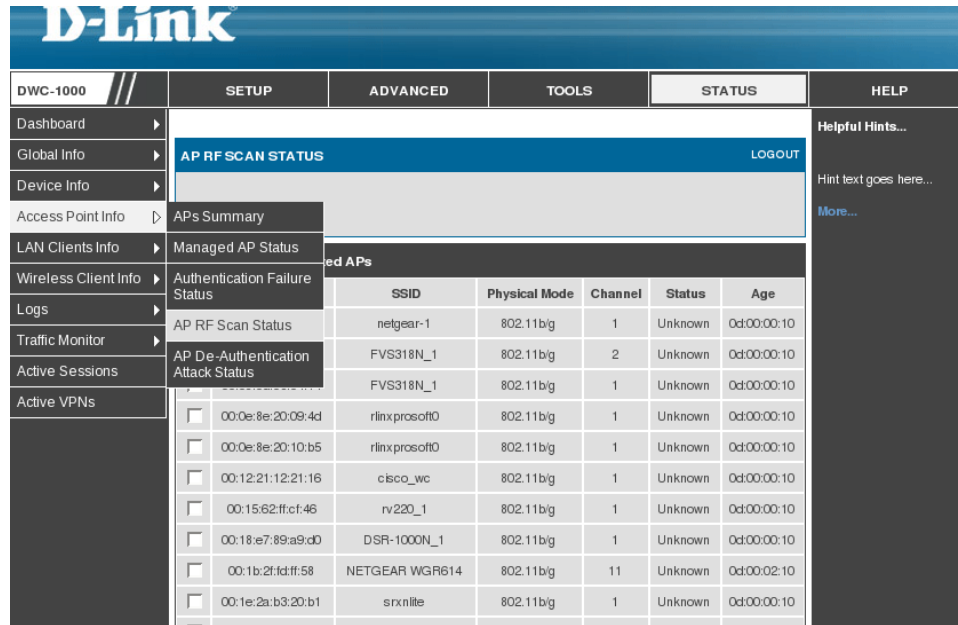 D-Link
DWC-1000 SETUP ADVANCED TOOLS STATUS HELP
Dashboard
Global Info
Device Info
Access Point Info
LAN Clients Info
Wireless Client Info
Logs
Traffic Monitor
Active Sessions
Active VPNs
APs Summary
Managed AP Status
Authentication Failure
Status
AP RF Scan Status
AP De-Authentication
Attack Status
AP RF SCAN STATUS LOGOUT
APs
SSID Physical Mode Channel Status Age
netgear-1 802.11b/g 1 Unknown 0d:00:00:10
FVS318N_1 802.11b/g 2 Unknown 0d:00:00:10
FVS318N_1 802.11b/g 1 Unknown 0d:00:00:10
00:0e:8e:20:09:4d rlinxprosoft0 802.11b/g 1 Unknown 0d:00:00:10
00:0e:8e:20:10:b5 rlinxprosoft0 802.11b/g 1 Unknown 0d:00:00:10
00:12:21:12:21:16 cisco_wc 802.11b/g 1 Unknown 0d:00:00:10
00:15:62:ff:cf:46 rv220_1 802.11b/g 1 Unknown 0d:00:00:10
00:18:e7:89:a9:d0 DSR-1000N_1 802.11b/g 1 Unknown 0d:00:00:10
00:1b:2f:fd:ff:58 NETGEAR WGR614 802.11b/g 11 Unknown 0d:00:02:10
00:1e:2a:b3:20:b1 srxnlite 802.11b/g 1 Unknown 0d:00:00:10
Helpful Hints...
Hint text goes here...
More...